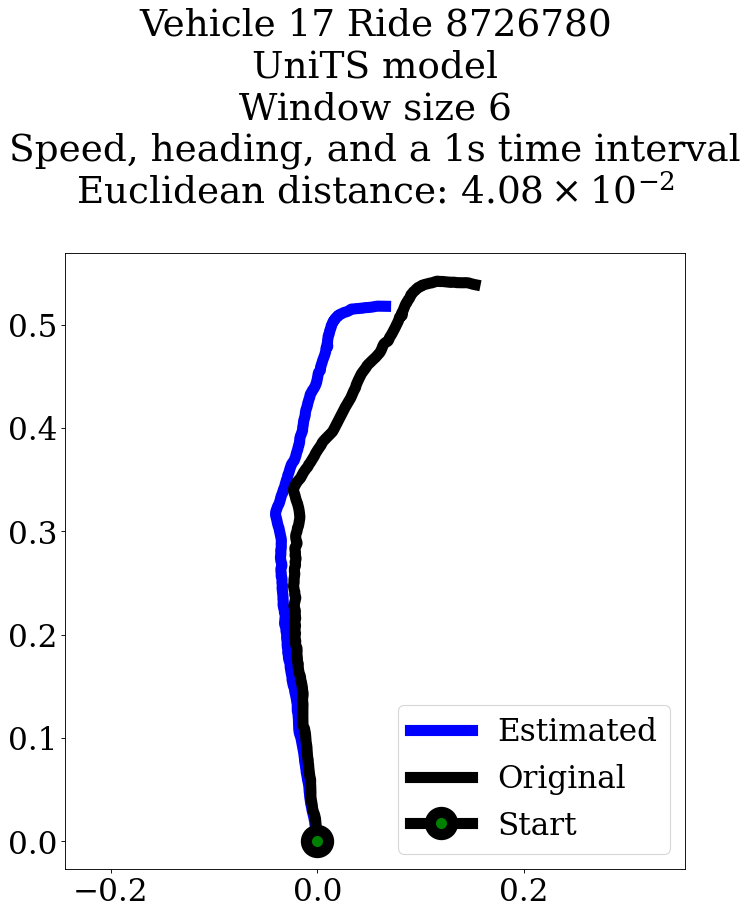 Vehicle 17 Ride 8726780
UniTS model
Window size 6
Speed, heading, and a 1s time interval
Euclidean distance: 4.08 × 10⁻²
0.5
0.4
0.3
0.2
0.1
0.0
−0.2
0.0
0.2
Estimated
Original
Start